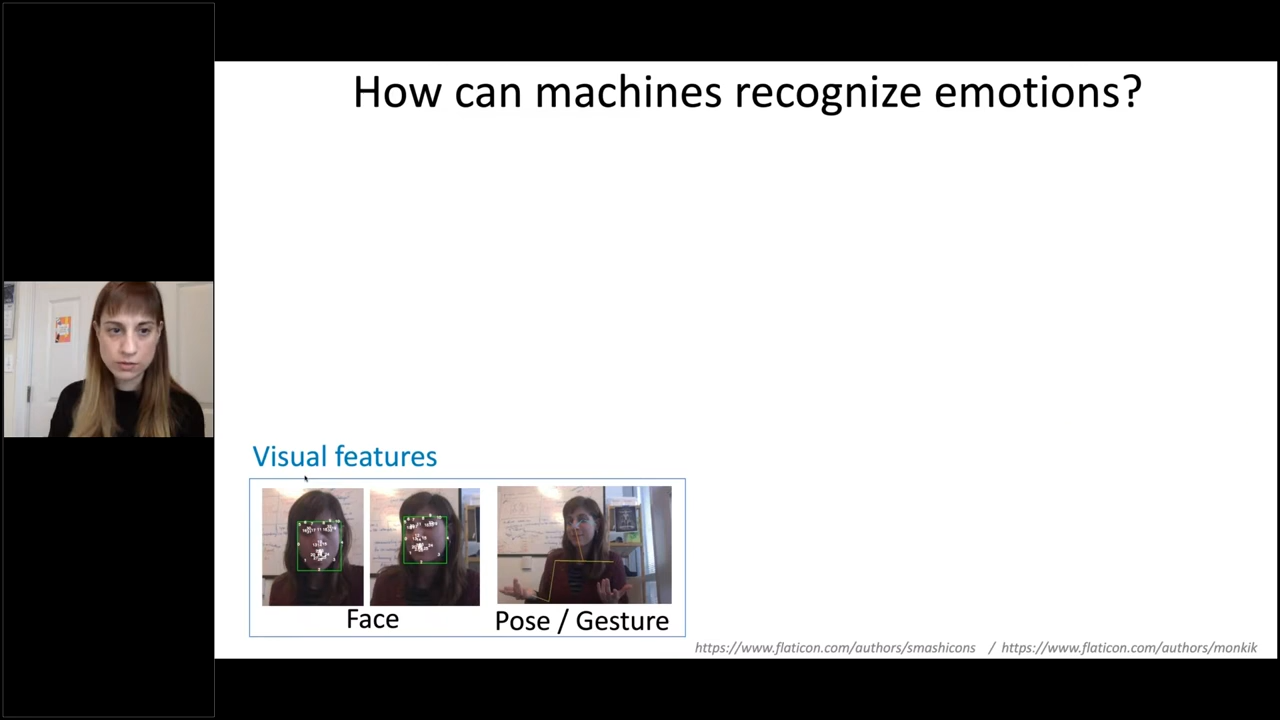 How can machines recognize emotions?
Visual features
Face
Pose / Gesture
https://www.flaticon.com/authors/smashicons / https://www.flaticon.com/authors/monkik